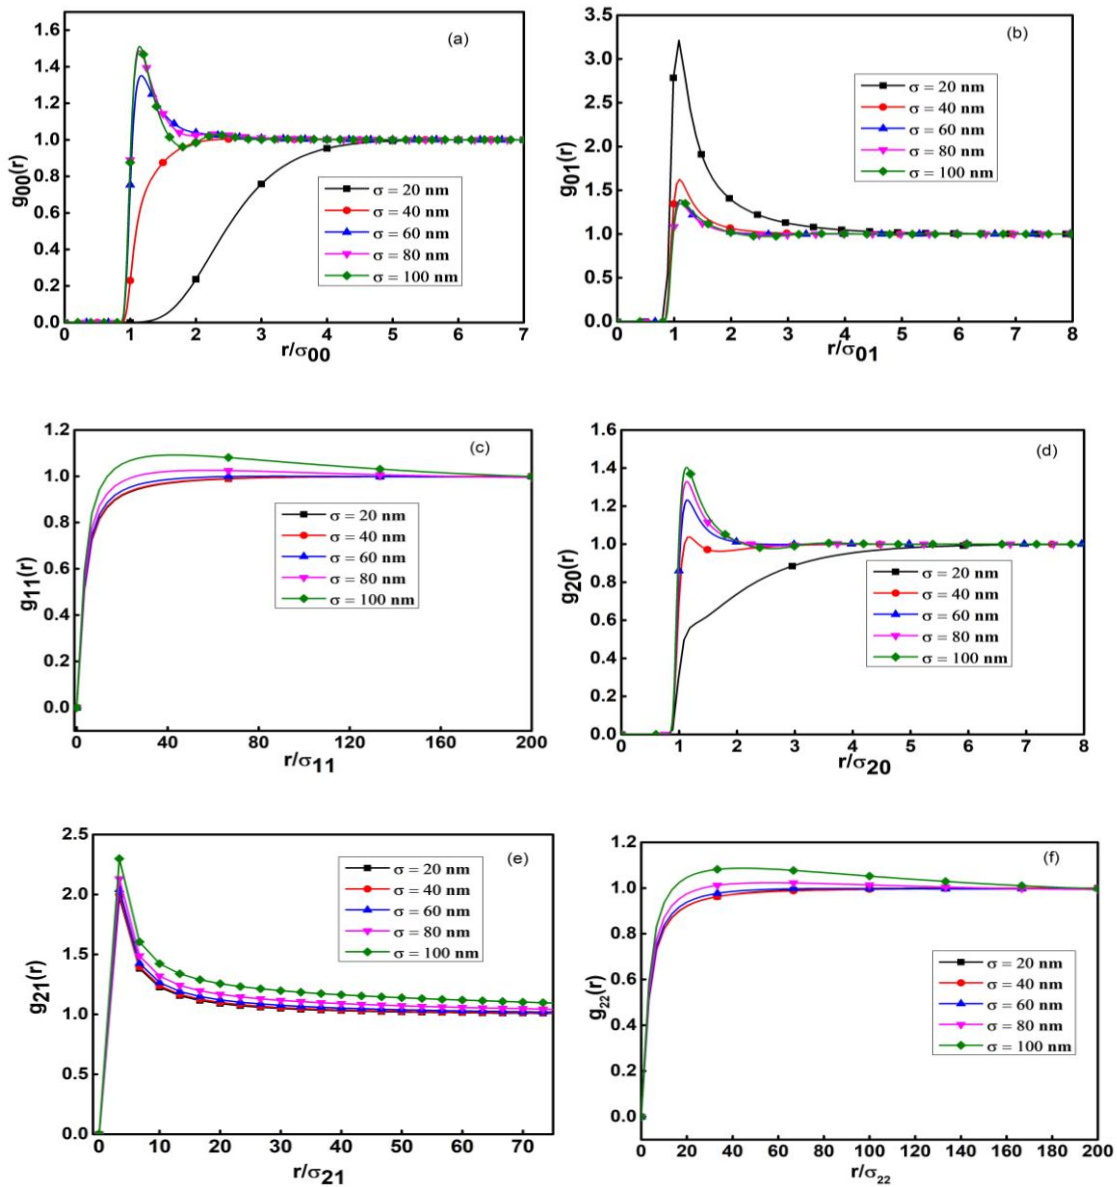 (a)
g00(r)
1.6
1.4
1.2
1.0
0.8
0.6
0.4
0.2
0.0
σ = 20 nm
σ = 40 nm
σ = 60 nm
σ = 80 nm
σ = 100 nm
0 1 2 3 4 5 6 7
r/σ00
(b)
g01(r)
3.5
3.0
2.5
2.0
1.5
1.0
0.5
0.0
σ = 20 nm
σ = 40 nm
σ = 60 nm
σ = 80 nm
σ = 100 nm
0 1 2 3 4 5 6 7 8
r/σ01
(c)
g11(r)
1.2
1.0
0.8
0.6
0.4
0.2
0.0
σ = 20 nm
σ = 40 nm
σ = 60 nm
σ = 80 nm
σ = 100 nm
0 40 80 120 160 200
r/σ11
(d)
g20(r)
1.6
1.4
1.2
1.0
0.8
0.6
0.4
0.2
0.0
σ = 20 nm
σ = 40 nm
σ = 60 nm
σ = 80 nm
σ = 100 nm
0 1 2 3 4 5 6 7 8
r/σ20
(e)
g21(r)
2.5
2.0
1.5
1.0
0.5
0.0
σ = 20 nm
σ = 40 nm
σ = 60 nm
σ = 80 nm
σ = 100 nm
0 10 20 30 40 50 60 70
r/σ21
(f)
g22(r)
1.2
1.0
0.8
0.6
0.4
0.2
0.0
σ = 20 nm
σ = 40 nm
σ = 60 nm
σ = 80 nm
σ = 100 nm
0 20 40 60 80 100 120 140 160 180 200
r/σ22